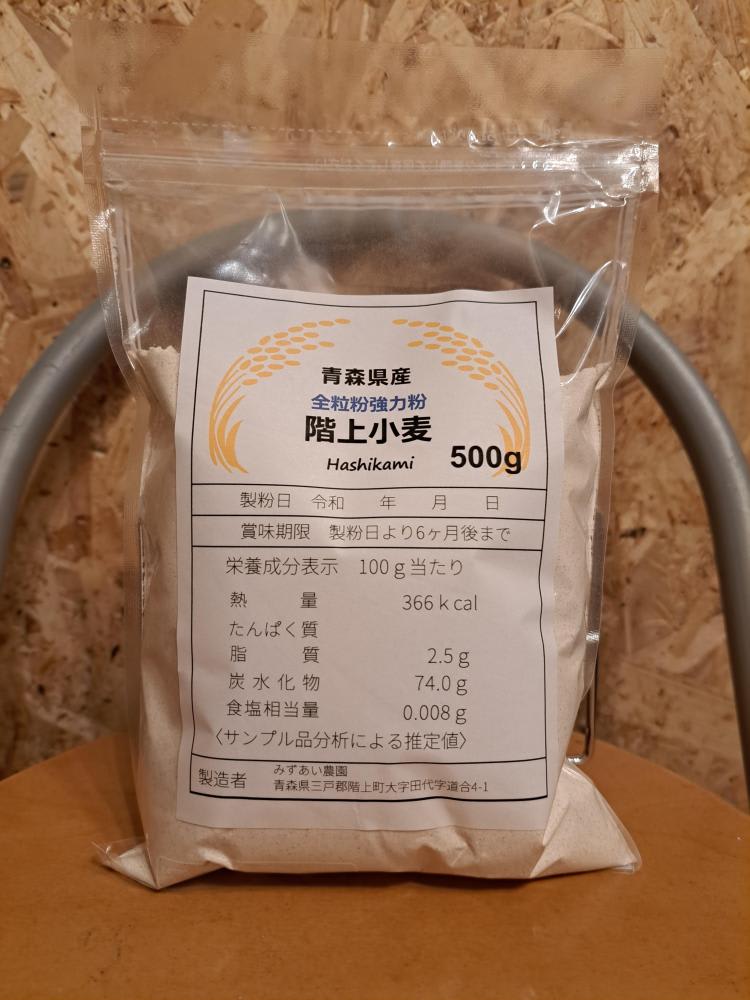 青森県産
全粒粉強力粉
階上小麦
Hashikami 500g
製粉日 令和 年 月 日
賞味期限 製粉日より6ヶ月後まで
栄養成分表示 100g当たり
熱 量 366kcal
たんぱく質
脂 質 2.5g
炭水化物 74.0g
食塩相当量 0.008g
〈サンプル品分析による推定値〉
製造者 みずあい農園
青森県三戸郡階上町大字田代字道合4-1